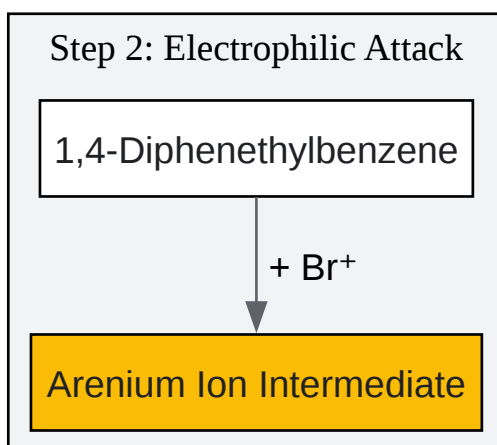 Step 2: Electrophilic Attack
1,4-Diphenethylbenzene
+ Br⁺
Arenium Ion Intermediate